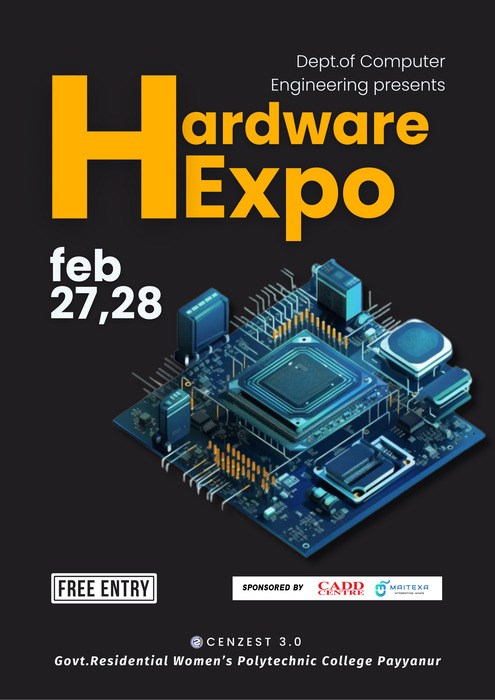 Dept.of Computer
Engineering presents
Hardware
Expo
feb
27,28
FREE ENTRY
SPONSORED BY
CADD
CENTRE
MAITEXA
CENZEST 3.0
Govt.Residential Women's Polytechnic College Payyanur